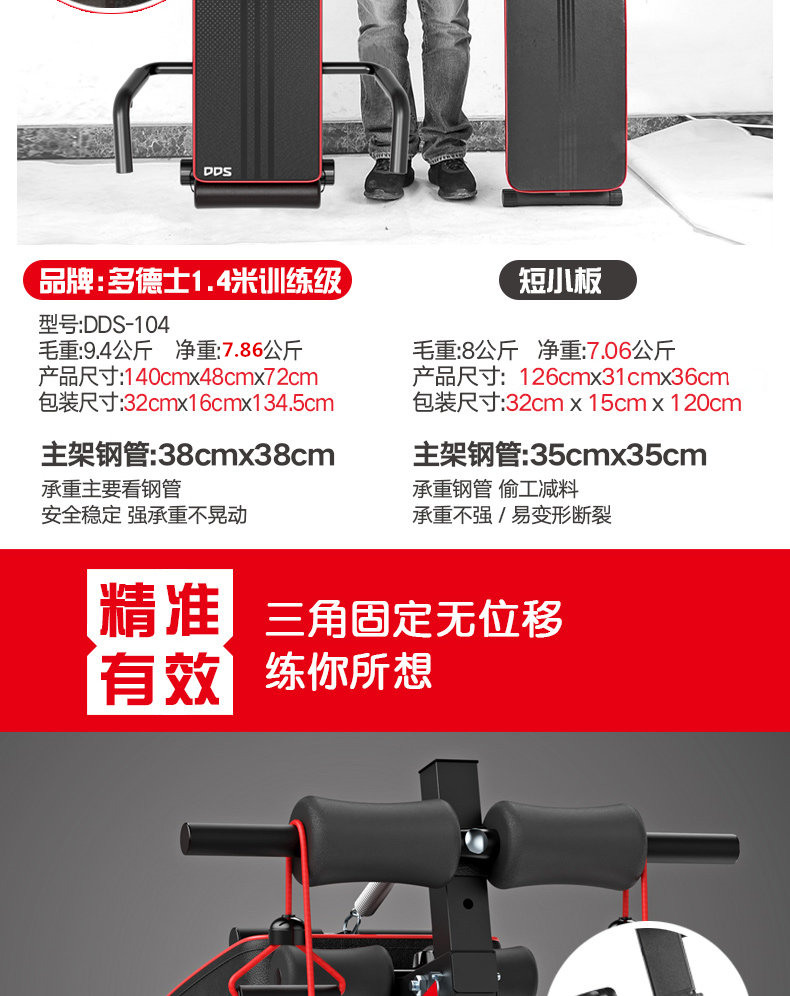 DDS
品牌:多德士1.4米训练级
型号:DDS-104
毛重:9.4公斤 净重:7.86公斤
产品尺寸:140cmx48cmx72cm
包装尺寸:32cmx16cmx134.5cm
主架钢管:38cmx38cm
承重主要看钢管
安全稳定 强承重不晃动
短小板
毛重:8公斤 净重:7.06公斤
产品尺寸: 126cmx31cmx36cm
包装尺寸:32cm x 15cm x 120cm
主架钢管:35cmx35cm
承重钢管 偷工减料
承重不强 / 易变形断裂
精准
有效
三角固定无位移
练你所想